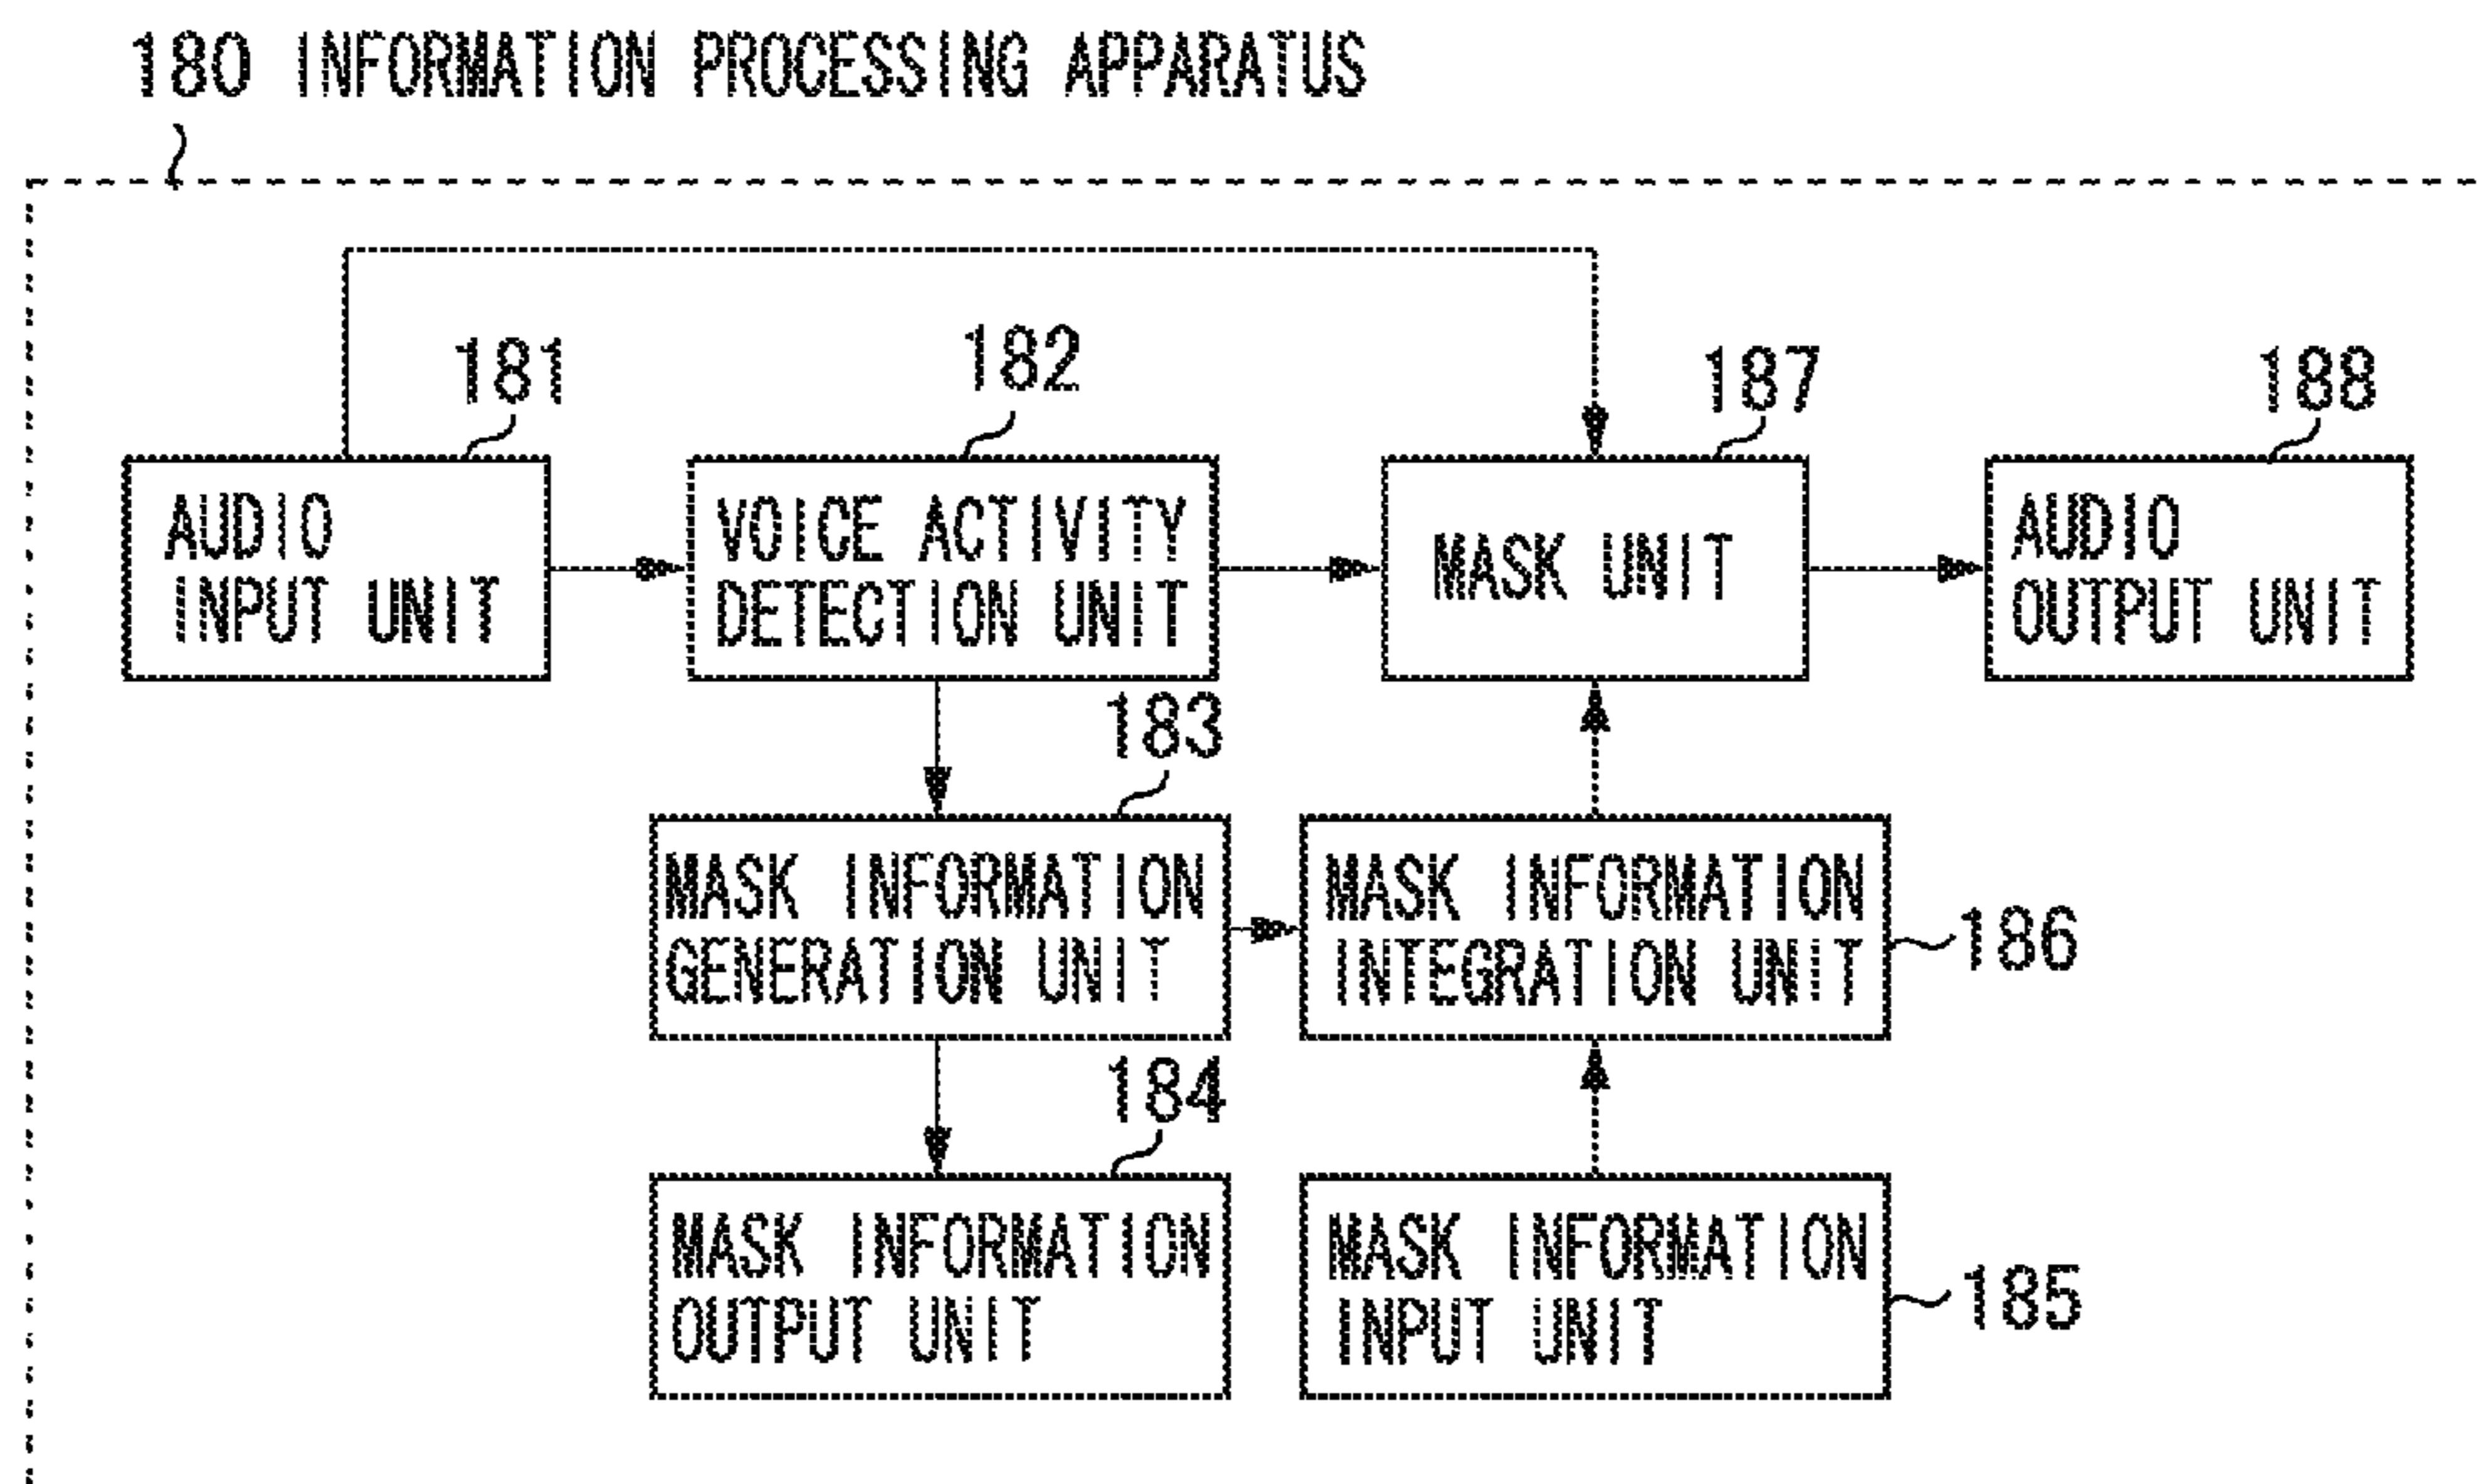 180 INFORMATION PROCESSING APPARATUS
181
182
187
188
AUDIO
INPUT UNIT
VOICE ACTIVITY
DETECTION UNIT
MASK UNIT
AUDIO
OUTPUT UNIT
183
MASK INFORMATION
GENERATION UNIT
MASK INFORMATION
INTEGRATION UNIT
186
184
MASK INFORMATION
OUTPUT UNIT
MASK INFORMATION
INPUT UNIT
185